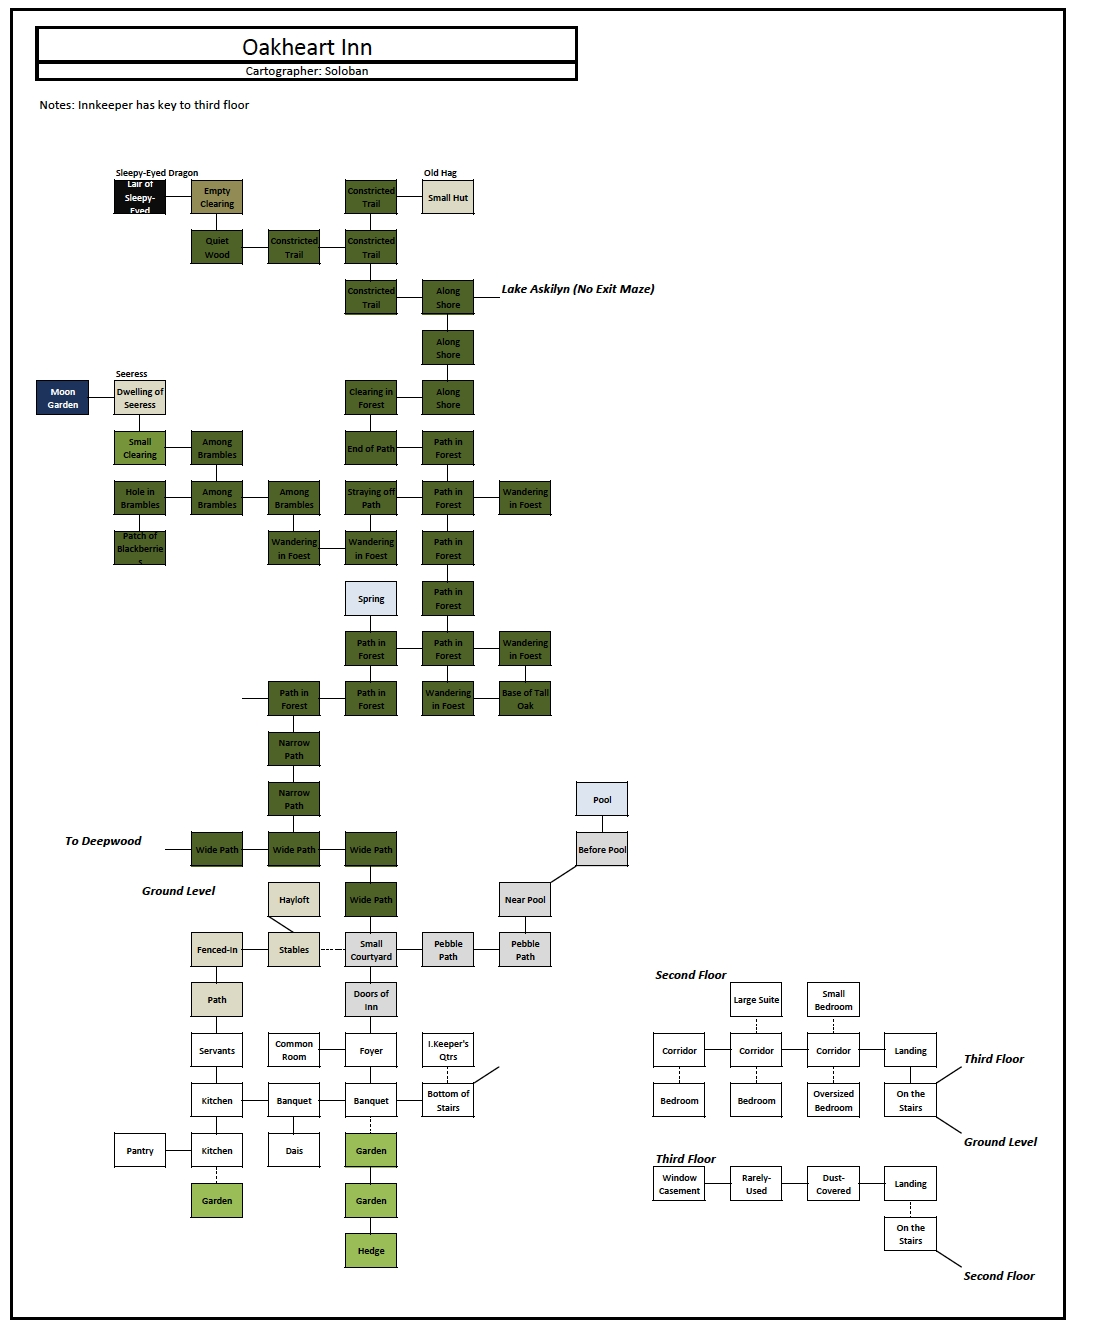 Oakheart Inn
Cartographer: Soloban
Notes: Innkeeper has key to third floor
Sleepy-Eyed Dragon
Old Hag
Lair of
Sleepy-
Eyed
Empty
Clearing
Constricted
Trail
Small Hut
Quiet
Wood
Constricted
Trail
Constricted
Trail
Constricted
Trail
Along
Shore
Lake Askilyn (No Exit Maze)
Along
Shore
Seeress
Moon
Garden
Dwelling of
Seeress
Clearing in
Forest
Along
Shore
Small
Clearing
Among
Brambles
End of Path
Path in
Forest
Hole in
Brambles
Among
Brambles
Among
Brambles
Straying off
Path
Path in
Forest
Wandering
in Foest
Patch of
Blackberrie
s
Wandering
in Foest
Wandering
in Foest
Path in
Forest
Spring
Path in
Forest
Path in
Forest
Path in
Forest
Wandering
in Foest
Path in
Forest
Path in
Forest
Wandering
in Foest
Base of Tall
Oak
Narrow
Path
Narrow
Path
Pool
To Deepwood
Wide Path
Wide Path
Wide Path
Before Pool
Ground Level
Hayloft
Wide Path
Near Pool
Fenced-In
Stables
Small
Courtyard
Pebble
Path
Pebble
Path
Path
Doors of
Inn
Servants
Common
Room
Foyer
I.Keeper's
Qtrs
Kitchen
Banquet
Banquet
Bottom of
Stairs
Pantry
Kitchen
Dais
Garden
Garden
Garden
Hedge
Second Floor
Large Suite
Small
Bedroom
Corridor
Corridor
Corridor
Landing
Third Floor
Bedroom
Bedroom
Oversized
Bedroom
On the
Stairs
Ground Level
Third Floor
Window
Casement
Rarely-
Used
Dust-
Covered
Landing
On the
Stairs
Second Floor